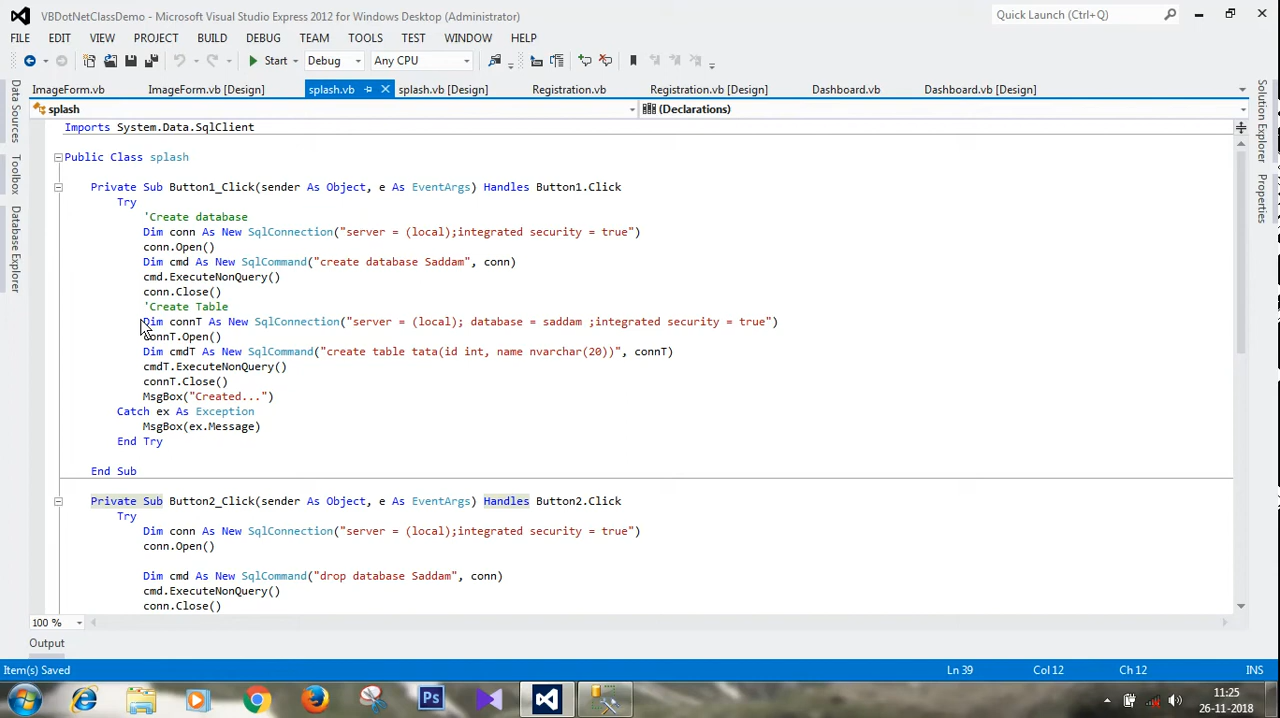 VBDotNetClassDemo - Microsoft Visual Studio Express 2012 for Windows Desktop (Administrator)
Quick Launch (Ctrl+Q)
FILE EDIT VIEW PROJECT BUILD DEBUG TEAM TOOLS TEST WINDOW HELP
Start Debug Any CPU
ImageForm.vb ImageForm.vb [Design] splash.vb splash.vb [Design] Registration.vb Registration.vb [Design] Dashboard.vb Dashboard.vb [Design]
splash (Declarations)
Data Sources
Toolbox
Database Explorer
Imports System.Data.SqlClient
Public Class splash
Private Sub Button1_Click(sender As Object, e As EventArgs) Handles Button1.Click
Try
'Create database
Dim conn As New SqlConnection("server = (local);integrated security = true")
conn.Open()
Dim cmd As New SqlCommand("create database Saddam", conn)
cmd.ExecuteNonQuery()
conn.Close()
'Create Table
Dim connT As New SqlConnection("server = (local); database = saddam ;integrated security = true")
connT.Open()
Dim cmdT As New SqlCommand("create table tata(id int, name nvarchar(20))", connT)
cmdT.ExecuteNonQuery()
connT.Close()
MsgBox("Created...")
Catch ex As Exception
MsgBox(ex.Message)
End Try
End Sub
Private Sub Button2_Click(sender As Object, e As EventArgs) Handles Button2.Click
Try
Dim conn As New SqlConnection("server = (local);integrated security = true")
conn.Open()
Dim cmd As New SqlCommand("drop database Saddam", conn)
cmd.ExecuteNonQuery()
conn.Close()
Solution Explorer
Properties
100 %
Output
Item(s) Saved Ln 39 Col 12 Ch 12 INS
Ps
11:25
26-11-2018